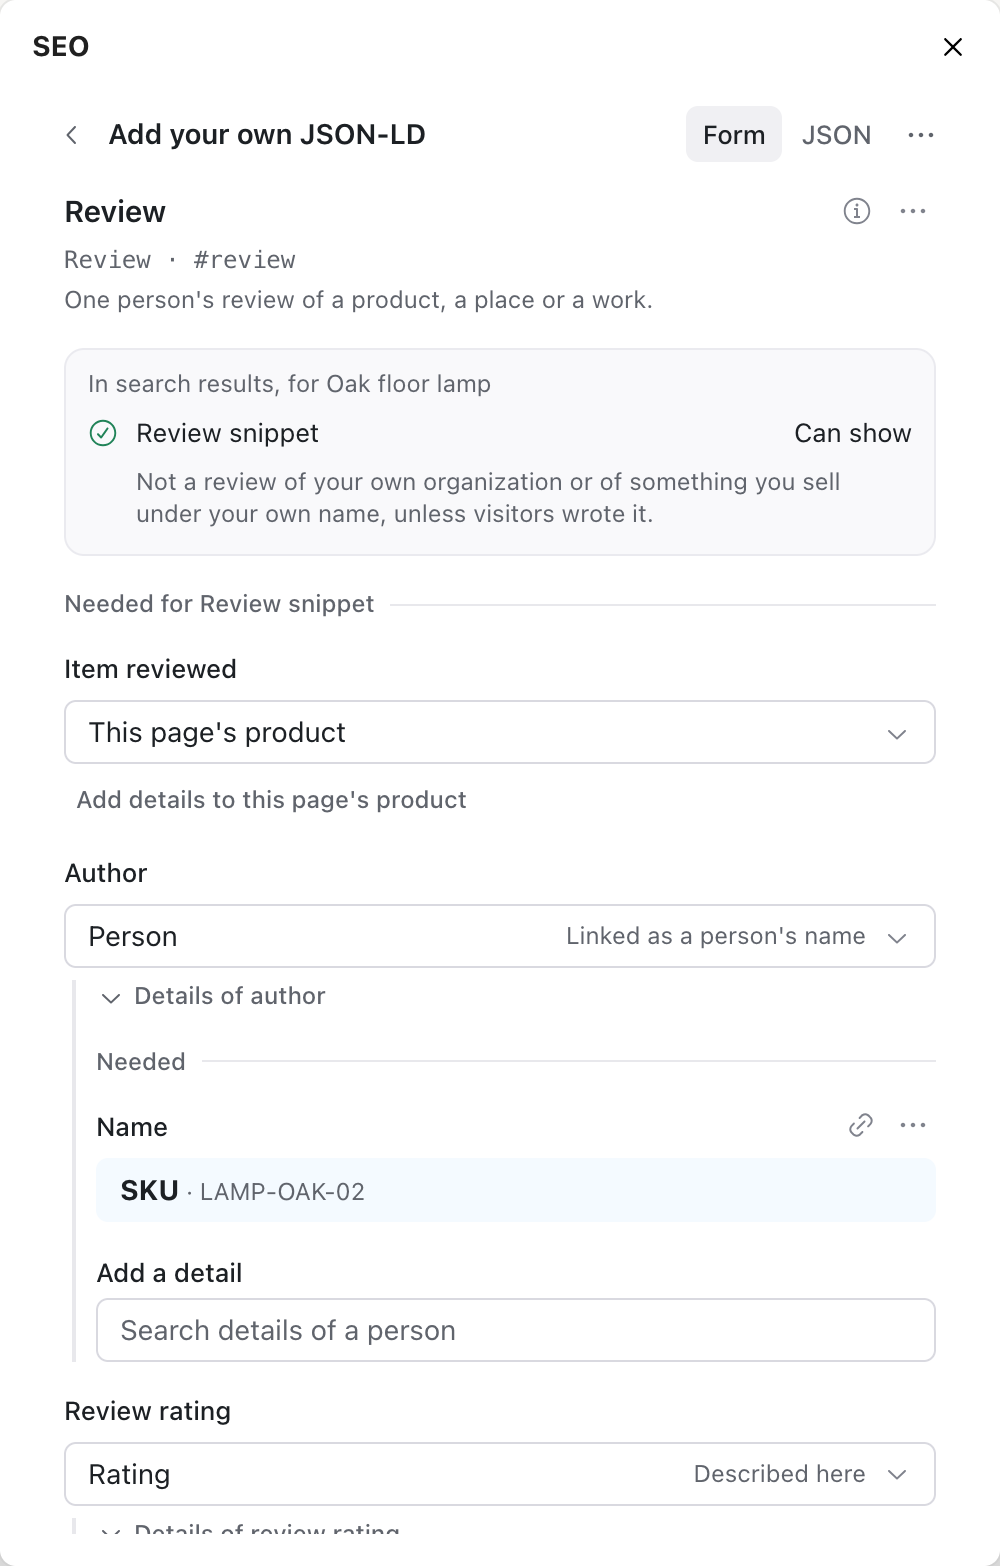 SEO
Add your own JSON-LD
Form JSON
Review
Review · #review
One person's review of a product, a place or a work.
In search results, for Oak floor lamp
Review snippet Can show
Not a review of your own organization or of something you sell
under your own name, unless visitors wrote it.
Needed for Review snippet
Item reviewed
This page's product
Add details to this page's product
Author
Person Linked as a person's name
Details of author
Needed
Name
SKU · LAMP-OAK-02
Add a detail
Search details of a person
Review rating
Rating Described here
Details of review rating